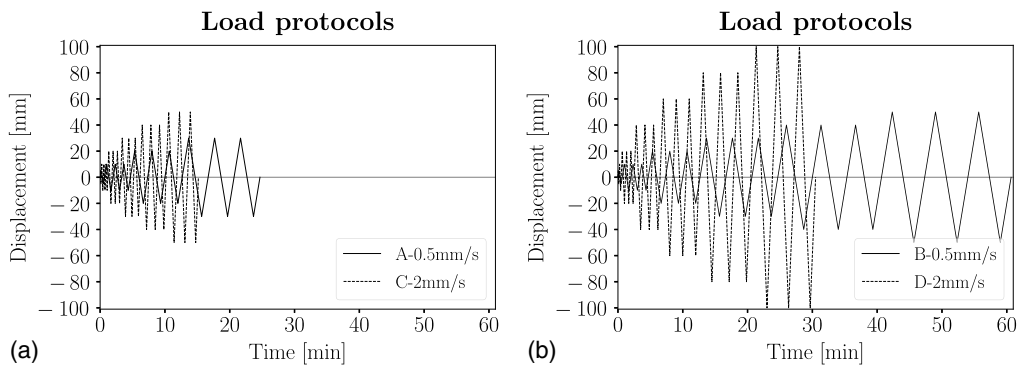 Load protocols
100
80
60
40
20
0
−20
−40
−60
−80
−100
Displacement [mm]
A-0.5mm/s
C-2mm/s
0 10 20 30 40 50 60
Time [min]
(a)
Load protocols
100
80
60
40
20
0
−20
−40
−60
−80
−100
Displacement [mm]
B-0.5mm/s
D-2mm/s
0 10 20 30 40 50 60
Time [min]
(b)